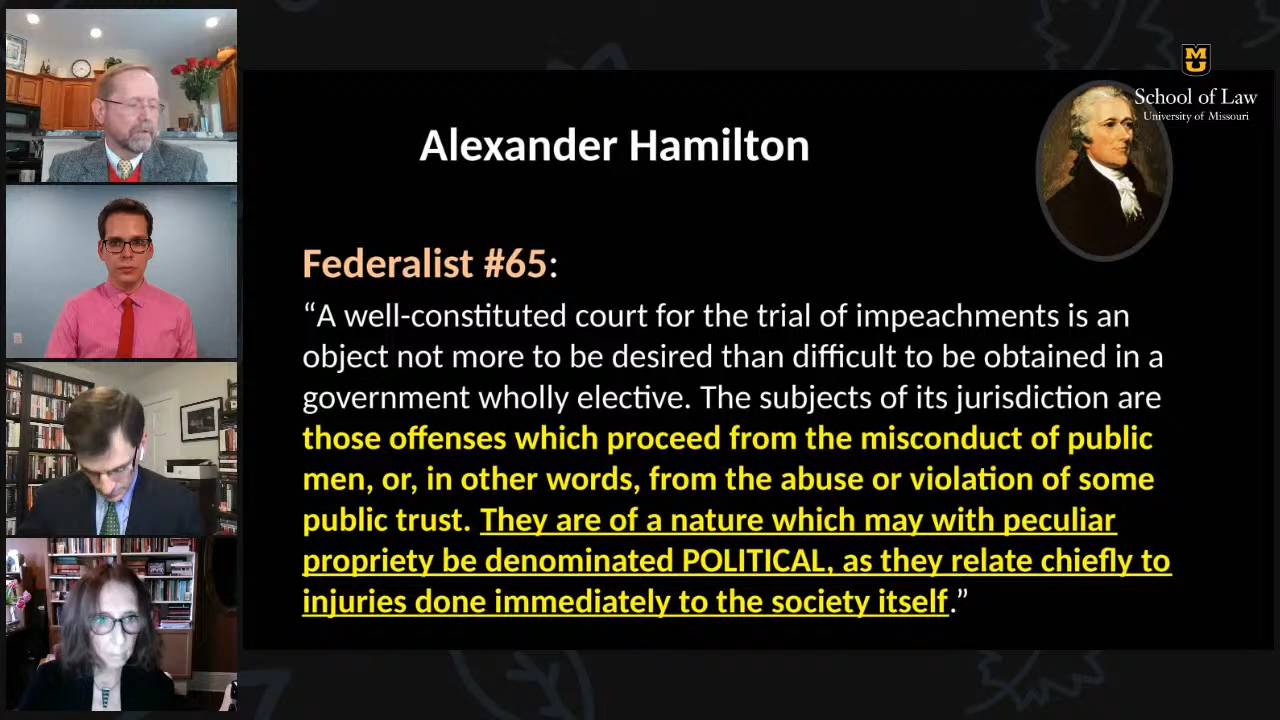 MU
School of Law
University of Missouri
Alexander Hamilton
Federalist #65:
“A well-constituted court for the trial of impeachments is an
object not more to be desired than difficult to be obtained in a
government wholly elective. The subjects of its jurisdiction are
those offenses which proceed from the misconduct of public
men, or, in other words, from the abuse or violation of some
public trust. They are of a nature which may with peculiar
propriety be denominated POLITICAL, as they relate chiefly to
injuries done immediately to the society itself.”